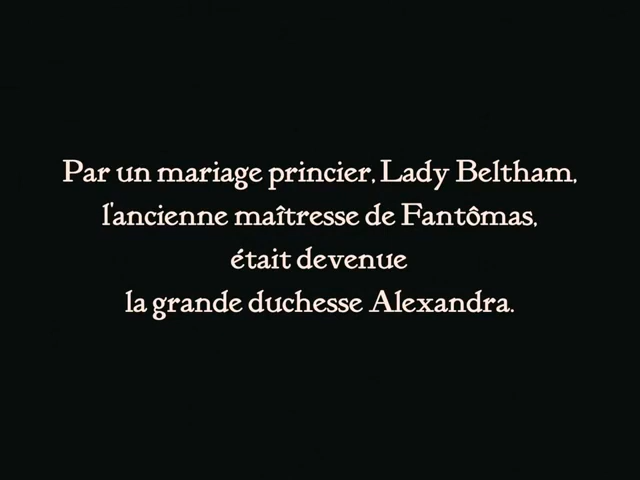 Par un mariage princier, Lady Beltham,
l'ancienne maîtresse de Fantômas,
était devenue
la grande duchesse Alexandra.